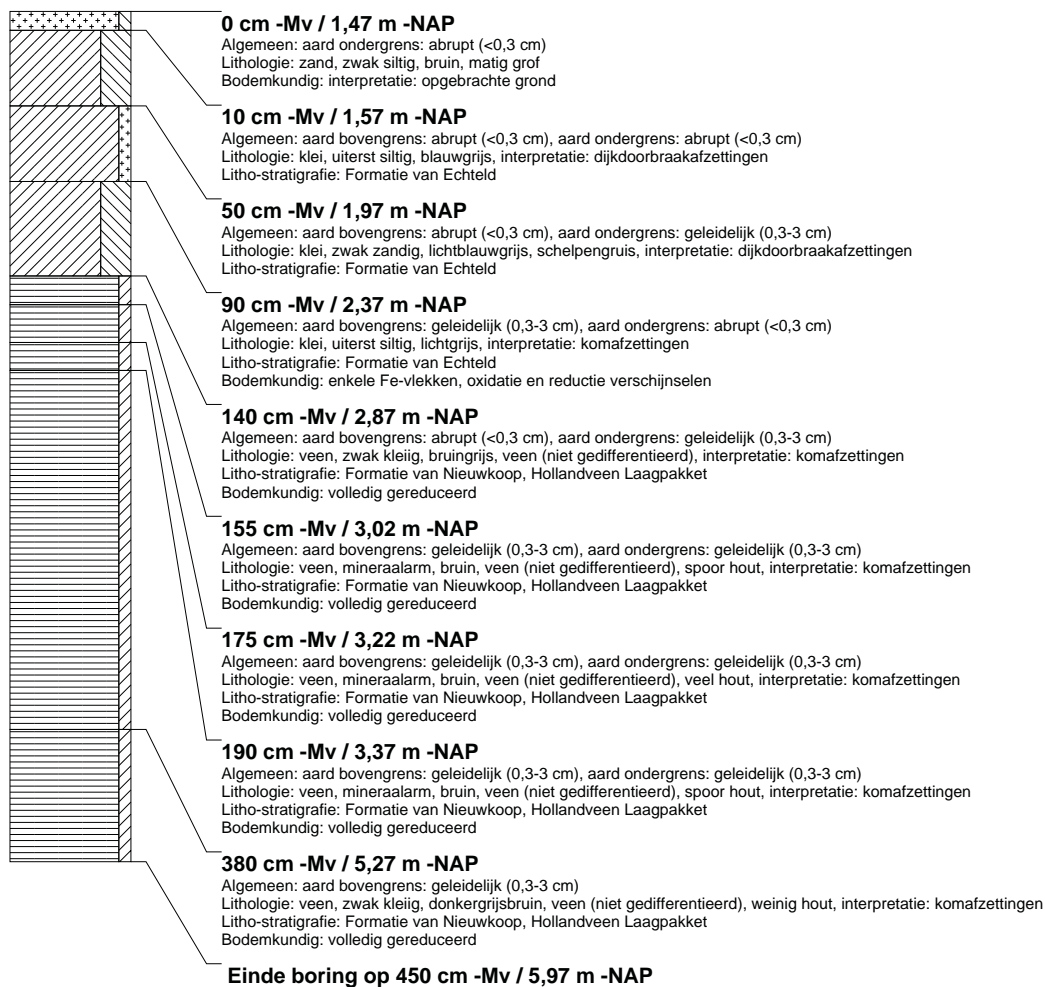 0 cm -Mv / 1,47 m -NAP
Algemeen: aard ondergrens: abrupt (<0,3 cm)
Lithologie: zand, zwak siltig, bruin, matig grof
Bodemkundig: interpretatie: opgebrachte grond
10 cm -Mv / 1,57 m -NAP
Algemeen: aard bovengrens: abrupt (<0,3 cm), aard ondergrens: abrupt (<0,3 cm)
Lithologie: klei, uiterst siltig, blauwgrijs, interpretatie: dijkdoorbraakafzettingen
Litho-stratigrafie: Formatie van Echteld
50 cm -Mv / 1,97 m -NAP
Algemeen: aard bovengrens: abrupt (<0,3 cm), aard ondergrens: geleidelijk (0,3-3 cm)
Lithologie: klei, zwak zandig, lichtblauwgrijs, schelpengruis, interpretatie: dijkdoorbraakafzettingen
Litho-stratigrafie: Formatie van Echteld
90 cm -Mv / 2,37 m -NAP
Algemeen: aard bovengrens: geleidelijk (0,3-3 cm), aard ondergrens: abrupt (<0,3 cm)
Lithologie: klei, uiterst siltig, lichtgrijs, interpretatie: komafzettingen
Litho-stratigrafie: Formatie van Echteld
Bodemkundig: enkele Fe-vlekken, oxidatie en reductie verschijnselen
140 cm -Mv / 2,87 m -NAP
Algemeen: aard bovengrens: abrupt (<0,3 cm), aard ondergrens: geleidelijk (0,3-3 cm)
Lithologie: veen, zwak kleiig, bruingrijs, veen (niet gedifferentieerd), interpretatie: komafzettingen
Litho-stratigrafie: Formatie van Nieuwkoop, Hollandveen Laagpakket
Bodemkundig: volledig gereduceerd
155 cm -Mv / 3,02 m -NAP
Algemeen: aard bovengrens: geleidelijk (0,3-3 cm), aard ondergrens: geleidelijk (0,3-3 cm)
Lithologie: veen, mineraalarm, bruin, veen (niet gedifferentieerd), spoor hout, interpretatie: komafzettingen
Litho-stratigrafie: Formatie van Nieuwkoop, Hollandveen Laagpakket
Bodemkundig: volledig gereduceerd
175 cm -Mv / 3,22 m -NAP
Algemeen: aard bovengrens: geleidelijk (0,3-3 cm), aard ondergrens: geleidelijk (0,3-3 cm)
Lithologie: veen, mineraalarm, bruin, veen (niet gedifferentieerd), veel hout, interpretatie: komafzettingen
Litho-stratigrafie: Formatie van Nieuwkoop, Hollandveen Laagpakket
Bodemkundig: volledig gereduceerd
190 cm -Mv / 3,37 m -NAP
Algemeen: aard bovengrens: geleidelijk (0,3-3 cm), aard ondergrens: geleidelijk (0,3-3 cm)
Lithologie: veen, mineraalarm, bruin, veen (niet gedifferentieerd), spoor hout, interpretatie: komafzettingen
Litho-stratigrafie: Formatie van Nieuwkoop, Hollandveen Laagpakket
Bodemkundig: volledig gereduceerd
380 cm -Mv / 5,27 m -NAP
Algemeen: aard bovengrens: geleidelijk (0,3-3 cm)
Lithologie: veen, zwak kleiig, donkergrijsbruin, veen (niet gedifferentieerd), weinig hout, interpretatie: komafzettingen
Litho-stratigrafie: Formatie van Nieuwkoop, Hollandveen Laagpakket
Bodemkundig: volledig gereduceerd
Einde boring op 450 cm -Mv / 5,97 m -NAP